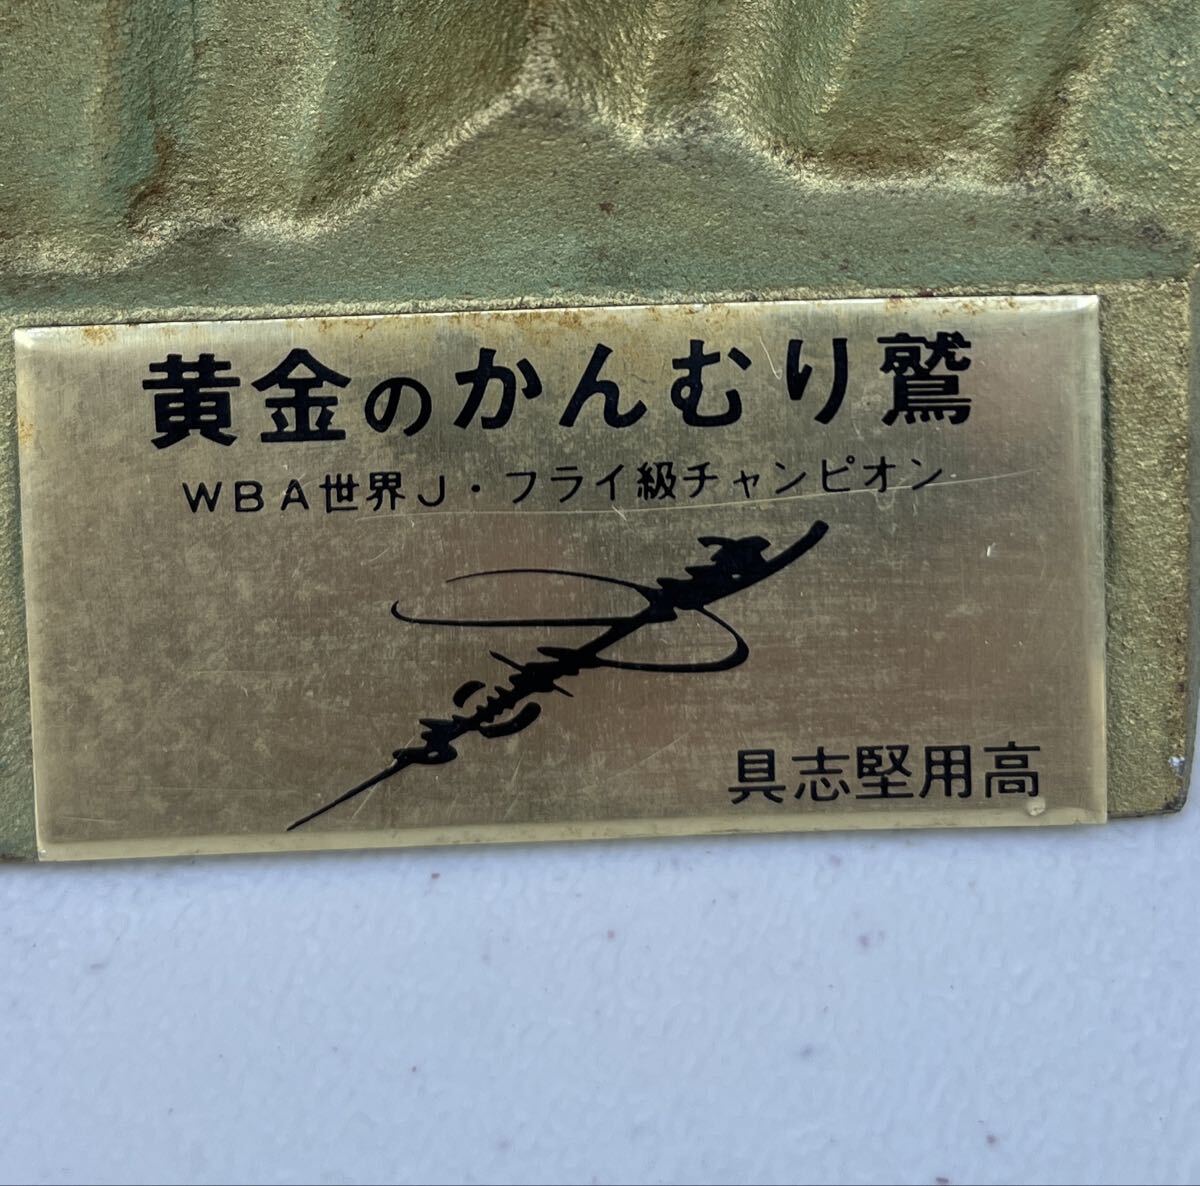 黄金のかんむり鷲
WBA世界J・フライ級チャンピオン
具志堅用高